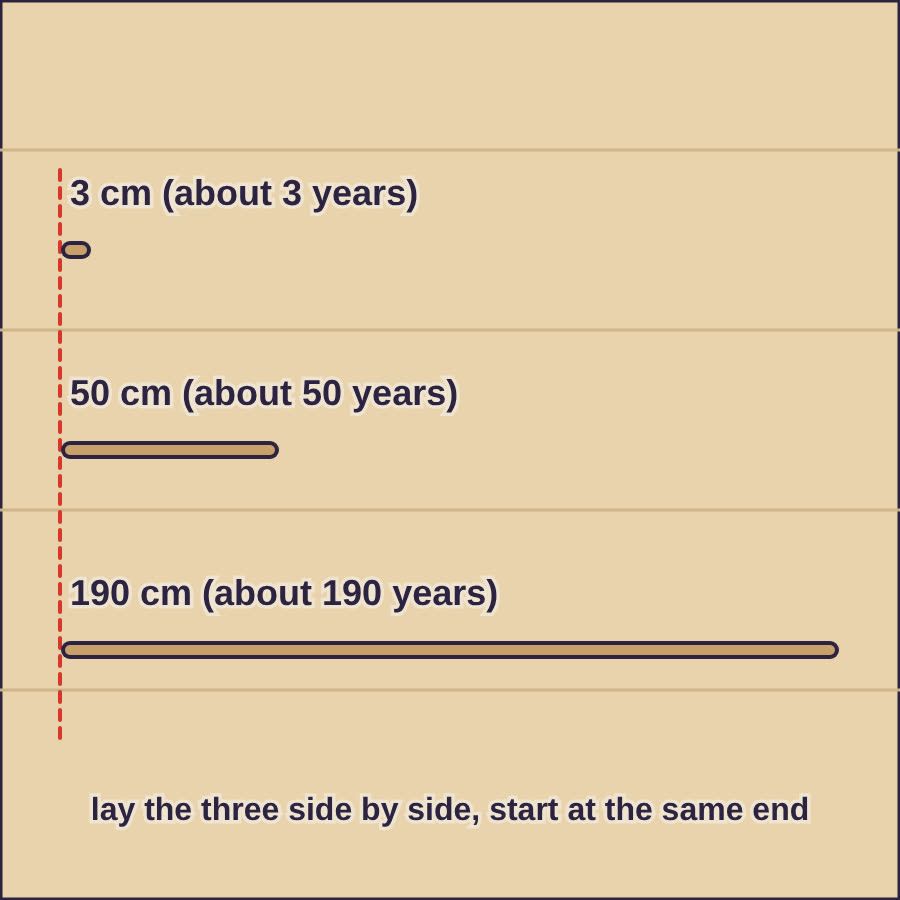 3 cm (about 3 years)
50 cm (about 50 years)
190 cm (about 190 years)
lay the three side by side, start at the same end